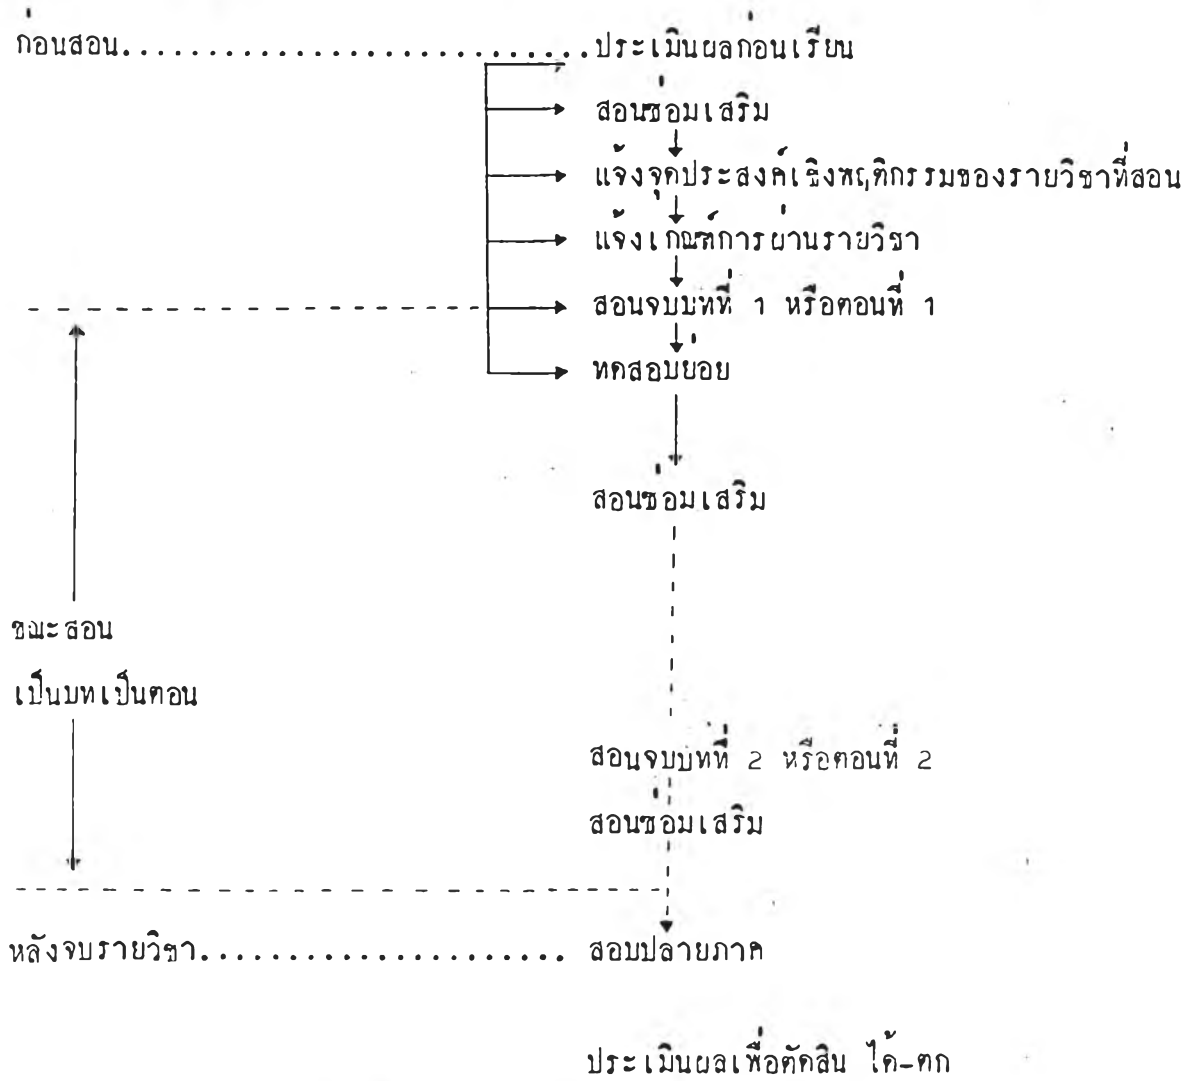 ก่อนสอน............................ประเมินผลก่อนเรียน
สอนซ่อมเสริม
แจ้งจุดประสงค์เชิงพฤติกรรมของรายวิชาที่สอน
แจ้งเกณฑ์การผ่านรายวิชา
สอนจบบทที่ 1 หรือตอนที่ 1
ทดสอบย่อย
สอนซ่อมเสริม
ขณะสอน
เป็นบทเป็นตอน
สอนจบบทที่ 2 หรือตอนที่ 2
สอนซ่อมเสริม
หลังจบรายวิชา...................... สอบปลายภาค
ประเมินผลเพื่อตัดสิน ได้-ตก